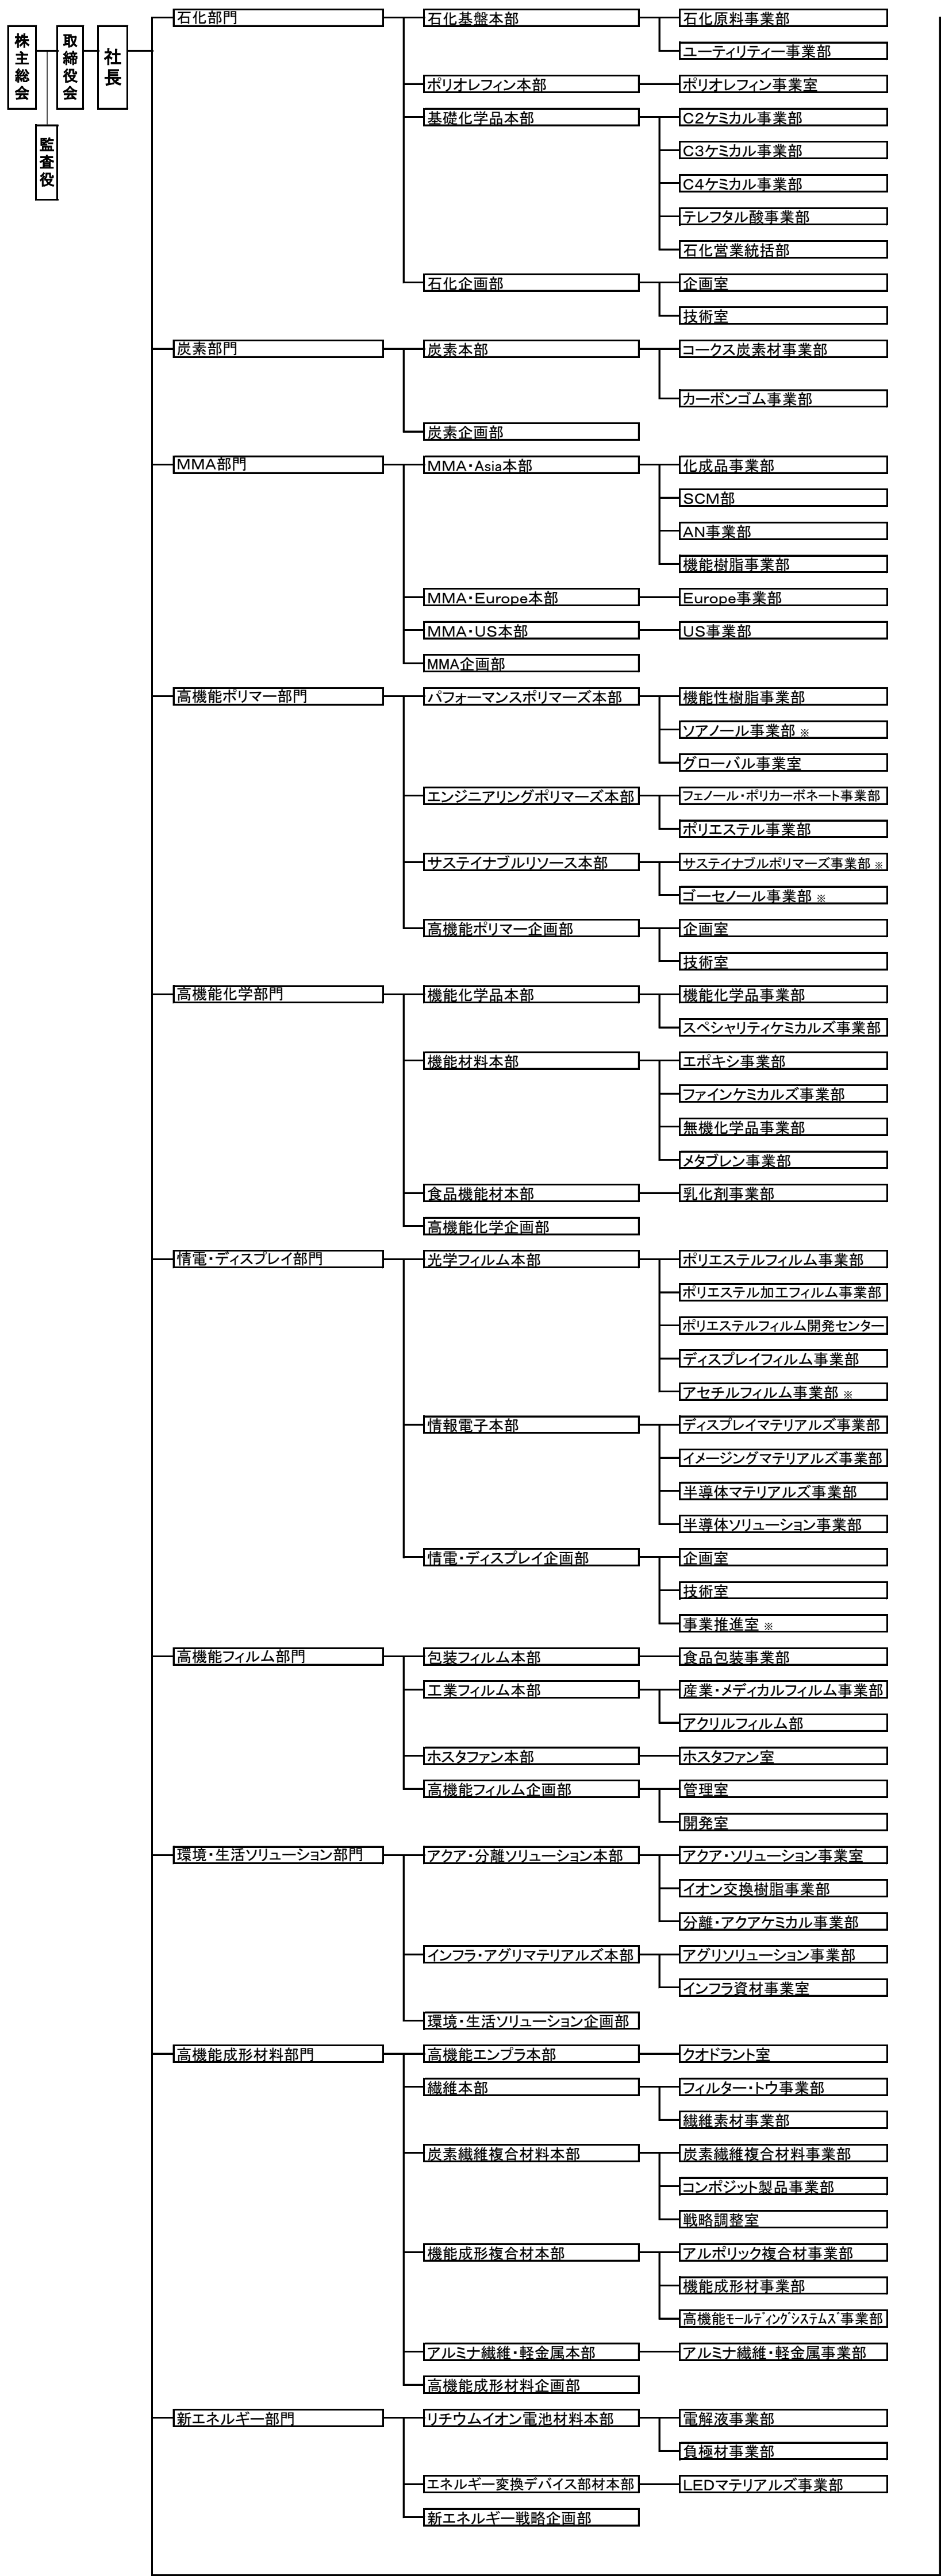 株主総会
取締役会
社長
監査役
石化部門
石化基盤本部
石化原料事業部
ユーティリティー事業部
ポリオレフィン本部
ポリオレフィン事業室
基礎化学品本部
C2ケミカル事業部
C3ケミカル事業部
C4ケミカル事業部
テレフタル酸事業部
石化営業統括部
石化企画部
企画室
技術室
炭素部門
炭素本部
コークス炭素材事業部
カーボンゴム事業部
炭素企画部
MMA部門
MMA・Asia本部
化成品事業部
SCM部
AN事業部
機能樹脂事業部
MMA・Europe本部
Europe事業部
MMA・US本部
US事業部
MMA企画部
高機能ポリマー部門
パフォーマンスポリマーズ本部
機能性樹脂事業部
ソアノール事業部 ※
グローバル事業室
エンジニアリングポリマーズ本部
フェノール・ポリカーボネート事業部
ポリエステル事業部
サステイナブルリソース本部
サステイナブルポリマーズ事業部 ※
ゴーセノール事業部 ※
高機能ポリマー企画部
企画室
技術室
高機能化学部門
機能化学品本部
機能化学品事業部
スペシャリティケミカルズ事業部
機能材料本部
エポキシ事業部
ファインケミカルズ事業部
無機化学品事業部
メタブレン事業部
食品機能材本部
乳化剤事業部
高機能化学企画部
情電・ディスプレイ部門
光学フィルム本部
ポリエステルフィルム事業部
ポリエステル加工フィルム事業部
ポリエステルフィルム開発センター
ディスプレイフィルム事業部
アセチルフィルム事業部 ※
情報電子本部
ディスプレイマテリアルズ事業部
イメージングマテリアルズ事業部
半導体マテリアルズ事業部
半導体ソリューション事業部
情電・ディスプレイ企画部
企画室
技術室
事業推進室 ※
高機能フィルム部門
包装フィルム本部
食品包装事業部
工業フィルム本部
産業・メディカルフィルム事業部
アクリルフィルム部
ホスタファン本部
ホスタファン室
高機能フィルム企画部
管理室
開発室
環境・生活ソリューション部門
アクア・分離ソリューション本部
アクア・ソリューション事業室
イオン交換樹脂事業部
分離・アクアケミカル事業部
インフラ・アグリマテリアルズ本部
アグリソリューション事業部
インフラ資材事業室
環境・生活ソリューション企画部
高機能成形材料部門
高機能エンプラ本部
クオドラント室
繊維本部
フィルター・トウ事業部
繊維素材事業部
炭素繊維複合材料本部
炭素繊維複合材料事業部
コンポジット製品事業部
戦略調整室
機能成形複合材本部
アルポリック複合材事業部
機能成形材事業部
高機能ﾓｰﾙﾃﾞｨﾝｸﾞｼｽﾃﾑｽﾞ事業部
アルミナ繊維・軽金属本部
アルミナ繊維・軽金属事業部
高機能成形材料企画部
新エネルギー部門
リチウムイオン電池材料本部
電解液事業部
負極材事業部
エネルギー変換デバイス部材本部
LEDマテリアルズ事業部
新エネルギー戦略企画部